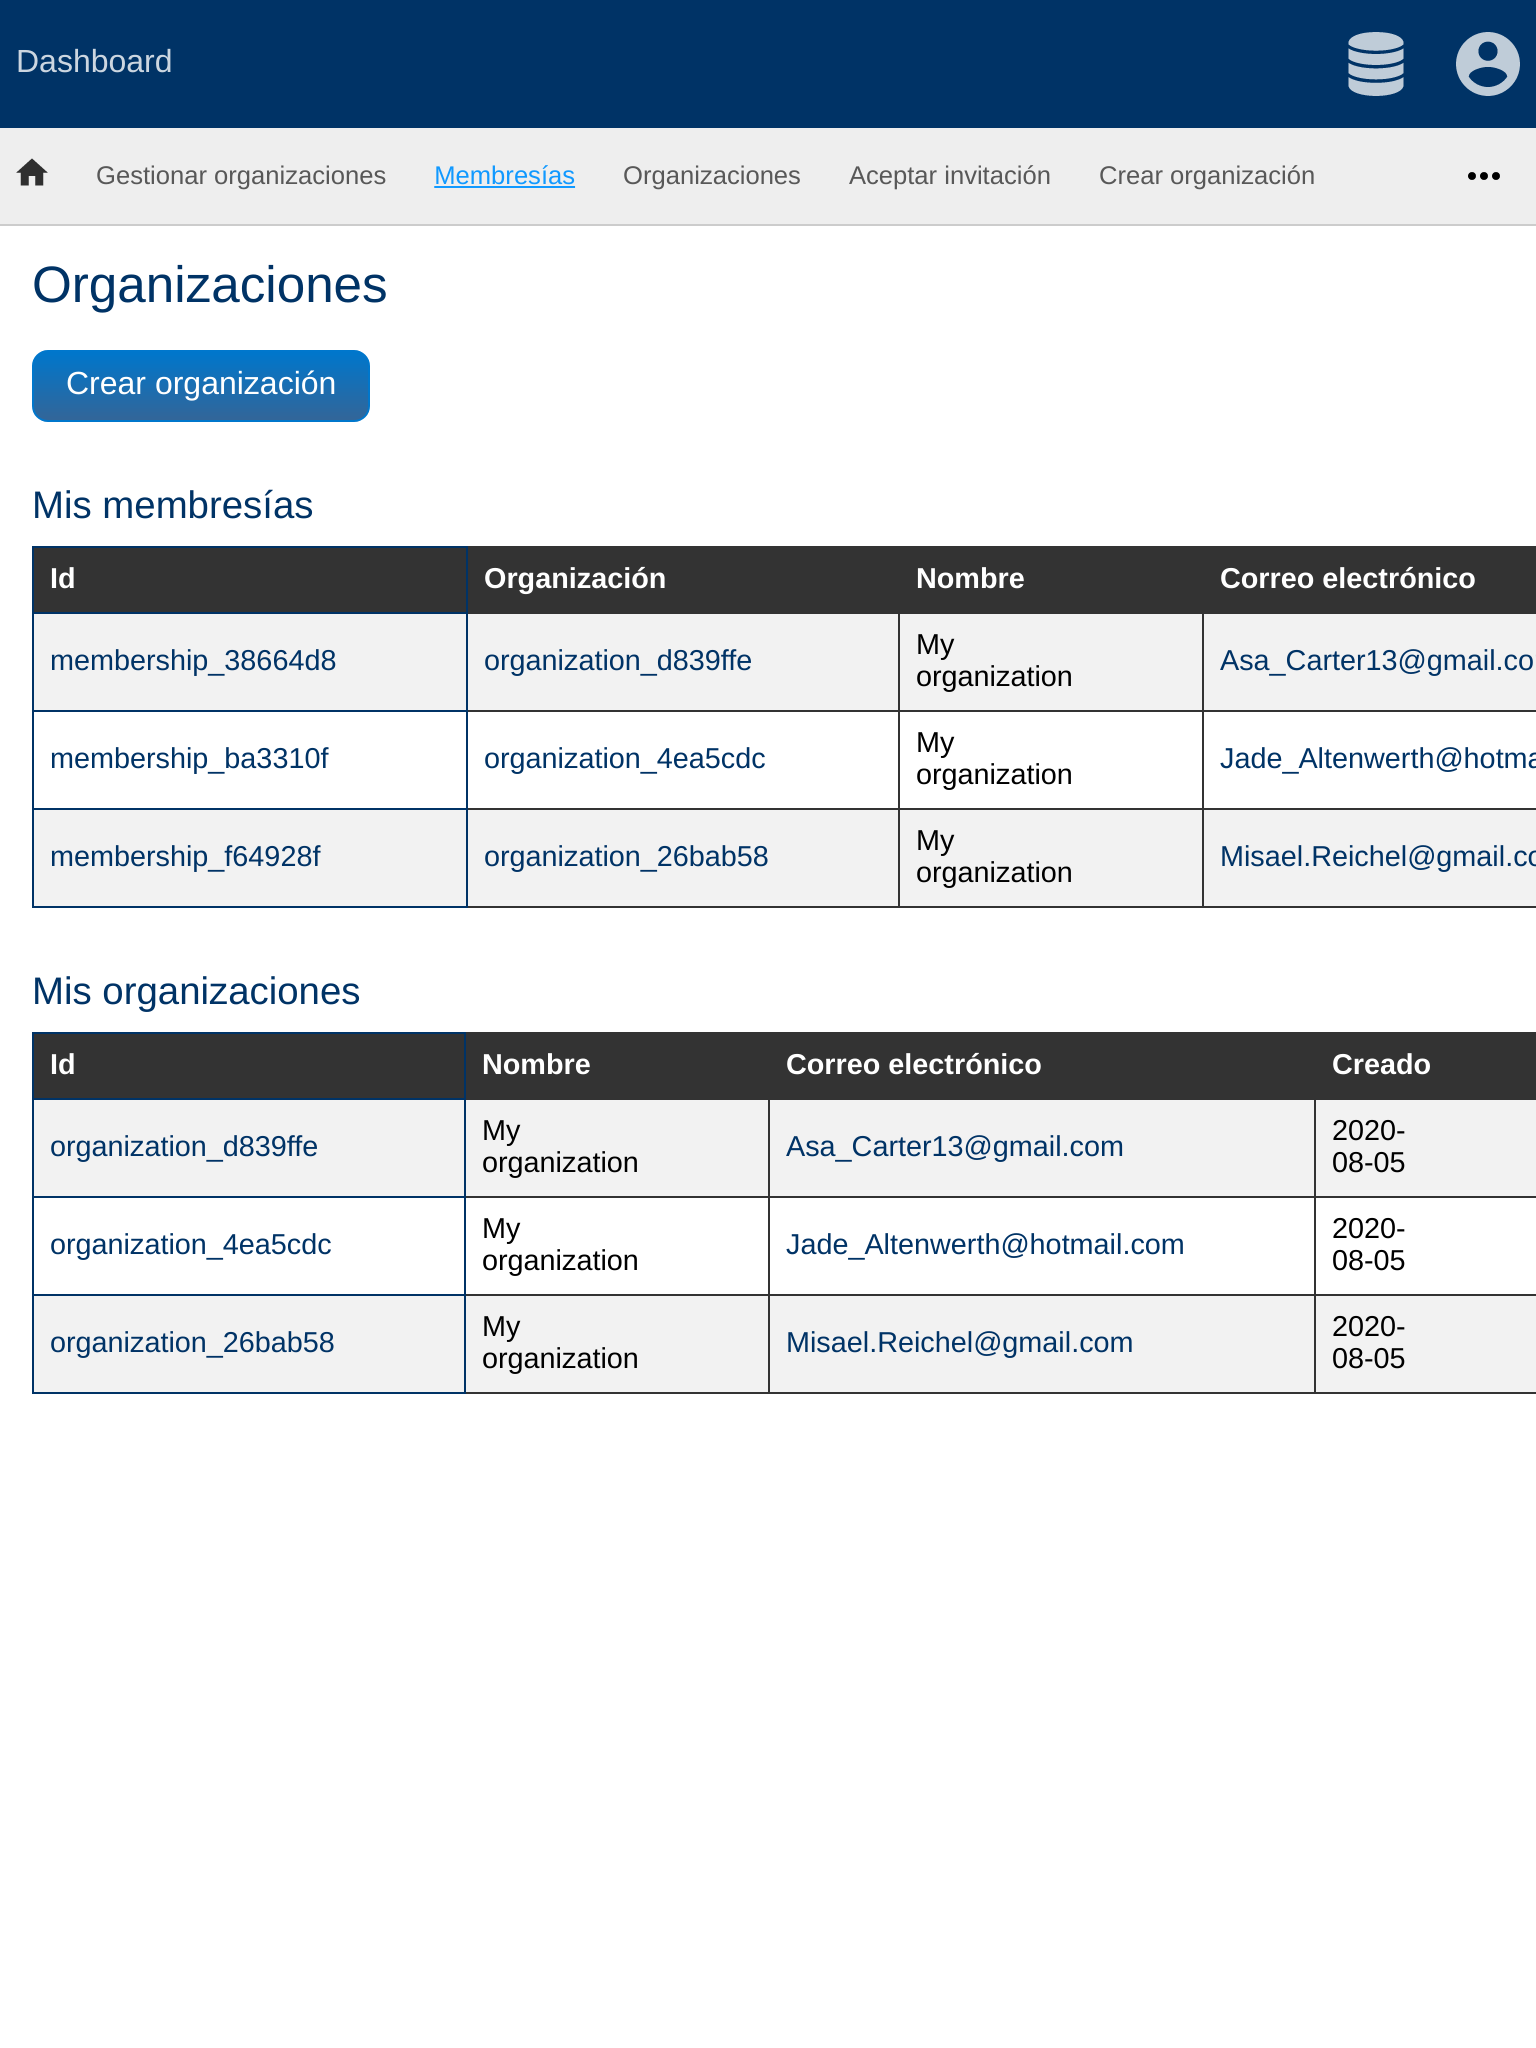 Dashboard
Gestionar organizaciones Membresías Organizaciones Aceptar invitación Crear organización
Organizaciones
Crear organización
Mis membresías
Id Organización Nombre Correo electrónico
membership_38664d8 organization_d839ffe My organization Asa_Carter13@gmail.co
membership_ba3310f organization_4ea5cdc My organization Jade_Altenwerth@hotma
membership_f64928f organization_26bab58 My organization Misael.Reichel@gmail.co
Mis organizaciones
Id Nombre Correo electrónico Creado
organization_d839ffe My organization Asa_Carter13@gmail.com 2020-08-05
organization_4ea5cdc My organization Jade_Altenwerth@hotmail.com 2020-08-05
organization_26bab58 My organization Misael.Reichel@gmail.com 2020-08-05